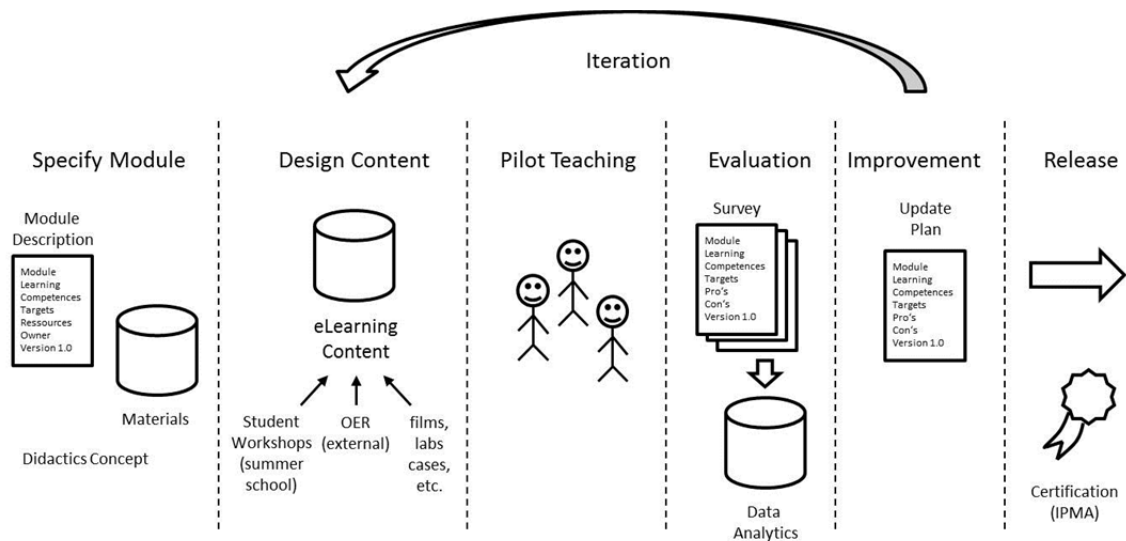 Iteration
Specify Module
Design Content
Pilot Teaching
Evaluation
Improvement
Release
Module
Description
Module
Learning
Competences
Targets
Ressources
Owner
Version 1.0
Materials
Didactics Concept
eLearning
Content
Student
Workshops
(summer
school)
OER
(external)
films,
labs
cases,
etc.
Survey
Module
Learning
Competences
Targets
Pro's
Con's
Version 1.0
Data
Analytics
Update
Plan
Module
Learning
Competences
Targets
Pro's
Con's
Version 1.0
Certification
(IPMA)